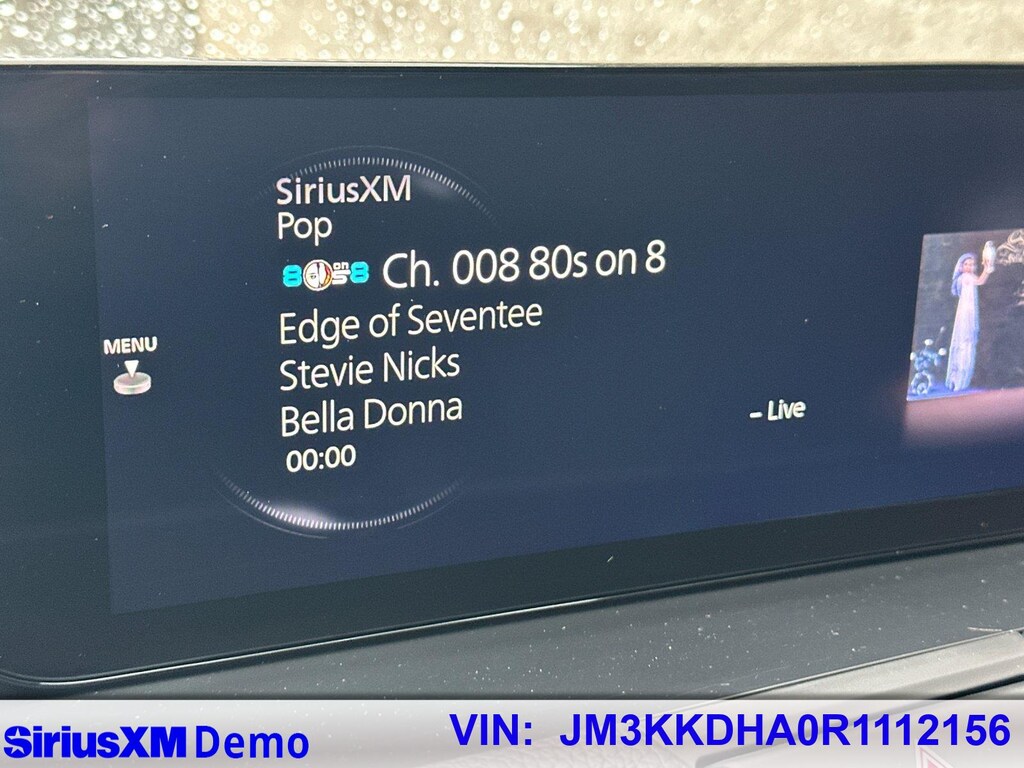 SiriusXM
Pop
80s on 8 Ch. 008 80s on 8
Edge of Seventee
Stevie Nicks
Bella Donna
00:00
MENU
– Live
SiriusXM Demo
VIN: JM3KKDHA0R1112156